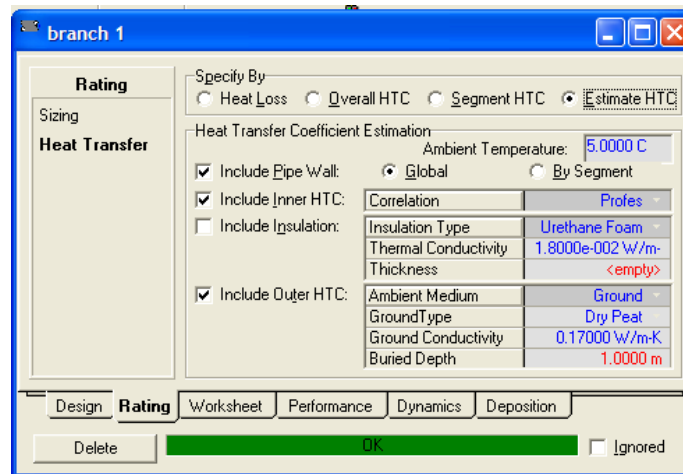 branch 1
Rating
Sizing
Heat Transfer
Specify By
Heat Loss Overall HTC Segment HTC Estimate HTC
Heat Transfer Coefficient Estimation
Ambient Temperature: 5.0000 C
Include Pipe Wall: Global By Segment
Include Inner HTC: Correlation Profes
Include Insulation: Insulation Type Urethane Foam
Thermal Conductivity 1.8000e-002 W/m-
Thickness <empty>
Include Outer HTC: Ambient Medium Ground
GroundType Dry Peat
Ground Conductivity 0.17000 W/m-K
Buried Depth 1.0000 m
Design Rating Worksheet Performance Dynamics Deposition
Delete OK Ignored